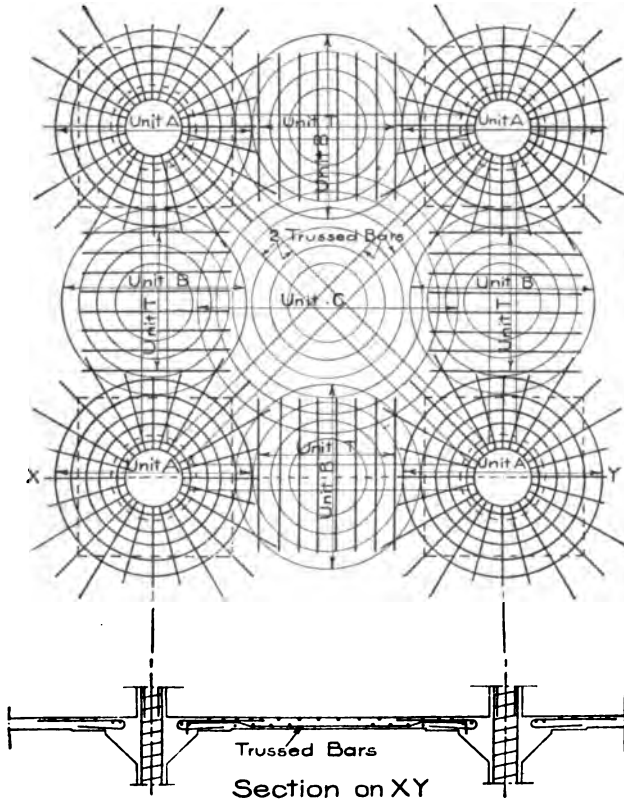 Unit A
Unit T
Unit B
Unit A
2 Trussed Bars
Unit B
Unit T
Unit C
Unit B
Unit T
Unit A
Unit T
Unit B
Unit A
X
Y
Trussed Bars
Section on XY